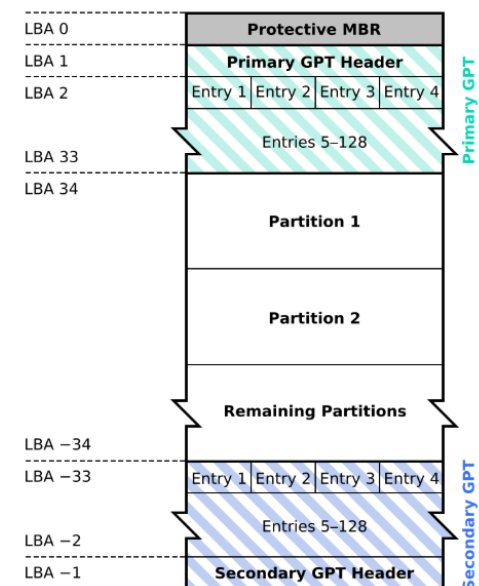 LBA 0
Protective MBR
LBA 1
Primary GPT Header
LBA 2
Entry 1 Entry 2 Entry 3 Entry 4
Entries 5–128
LBA 33
Primary GPT
LBA 34
Partition 1
Partition 2
Remaining Partitions
LBA −34
LBA −33
Entry 1 Entry 2 Entry 3 Entry 4
Entries 5–128
LBA −2
LBA −1
Secondary GPT Header
Secondary GPT